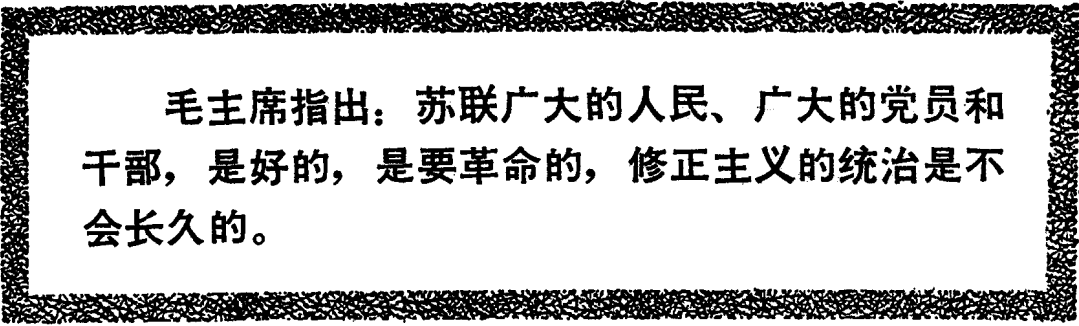 毛主席指出：苏联广大的人民、广大的党员和
干部，是好的，是要革命的，修正主义的统治是不
会长久的。